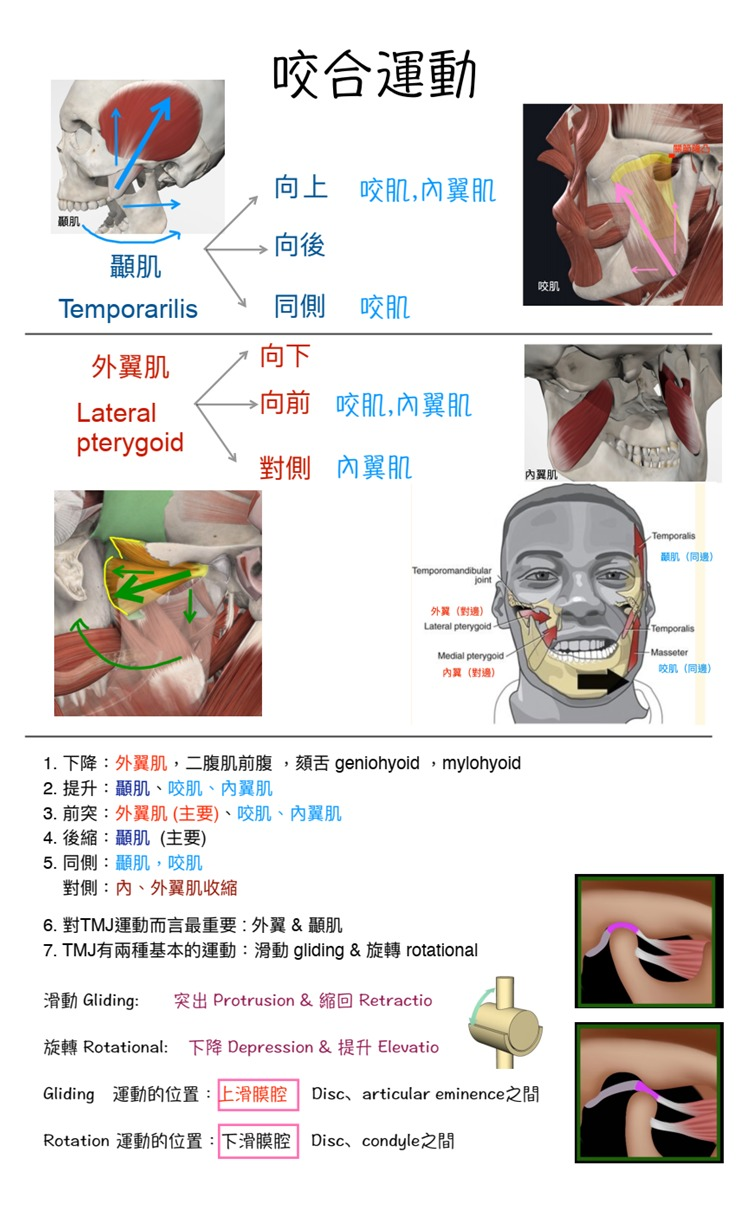 咬合運動
顳肌
顳肌
Temporarilis
向上 咬肌,內翼肌
向後
同側 咬肌
咬肌
外翼肌
Lateral
pterygoid
向下
向前 咬肌,內翼肌
對側 內翼肌
內翼肌
Temporalis
顳肌（同邊）
Temporomandibular
joint
外翼（對邊）
Lateral pterygoid
Medial pterygoid
內翼（對邊）
Temporalis
Masseter
咬肌（同邊）
1. 下降：外翼肌，二腹肌前腹 ，頦舌 geniohyoid ，mylohyoid
2. 提升：顳肌、咬肌、內翼肌
3. 前突：外翼肌 (主要)、咬肌、內翼肌
4. 後縮：顳肌 (主要)
5. 同側：顳肌，咬肌
對側：內、外翼肌收縮
6. 對TMJ運動而言最重要 : 外翼 & 顳肌
7. TMJ有兩種基本的運動：滑動 gliding & 旋轉 rotational
滑動 Gliding: 突出 Protrusion & 縮回 Retractio
旋轉 Rotational: 下降 Depression & 提升 Elevatio
Gliding 運動的位置：上滑膜腔 Disc、articular eminence之間
Rotation 運動的位置：下滑膜腔 Disc、condyle之間